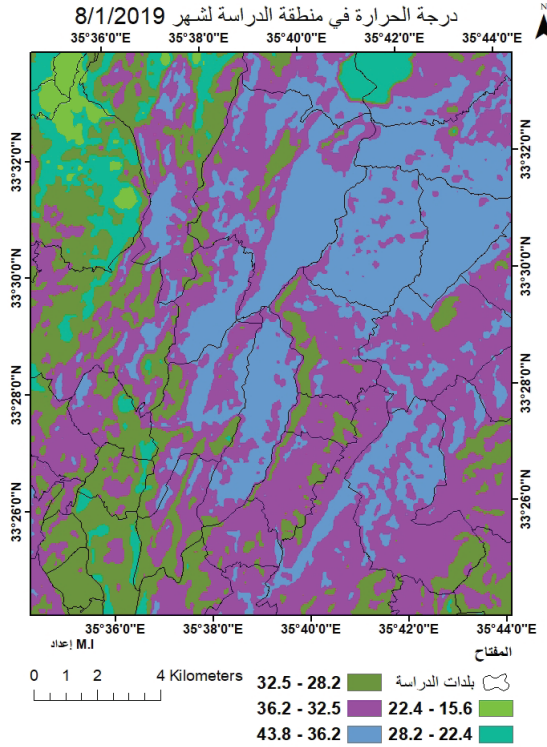 درجة الحرارة في منطقة الدراسة لشهر 8/1/2019
N
35°36'0"E 35°38'0"E 35°40'0"E 35°42'0"E 35°44'0"E
33°32'0"N 33°32'0"N
33°30'0"N 33°30'0"N
33°28'0"N 33°28'0"N
33°26'0"N 33°26'0"N
35°36'0"E 35°38'0"E 35°40'0"E 35°42'0"E 35°44'0"E
إعداد M.I
المفتاح
0 1 2 4 Kilometers
بلدات الدراسة 32.5 - 28.2
22.4 - 15.6 36.2 - 32.5
28.2 - 22.4 43.8 - 36.2